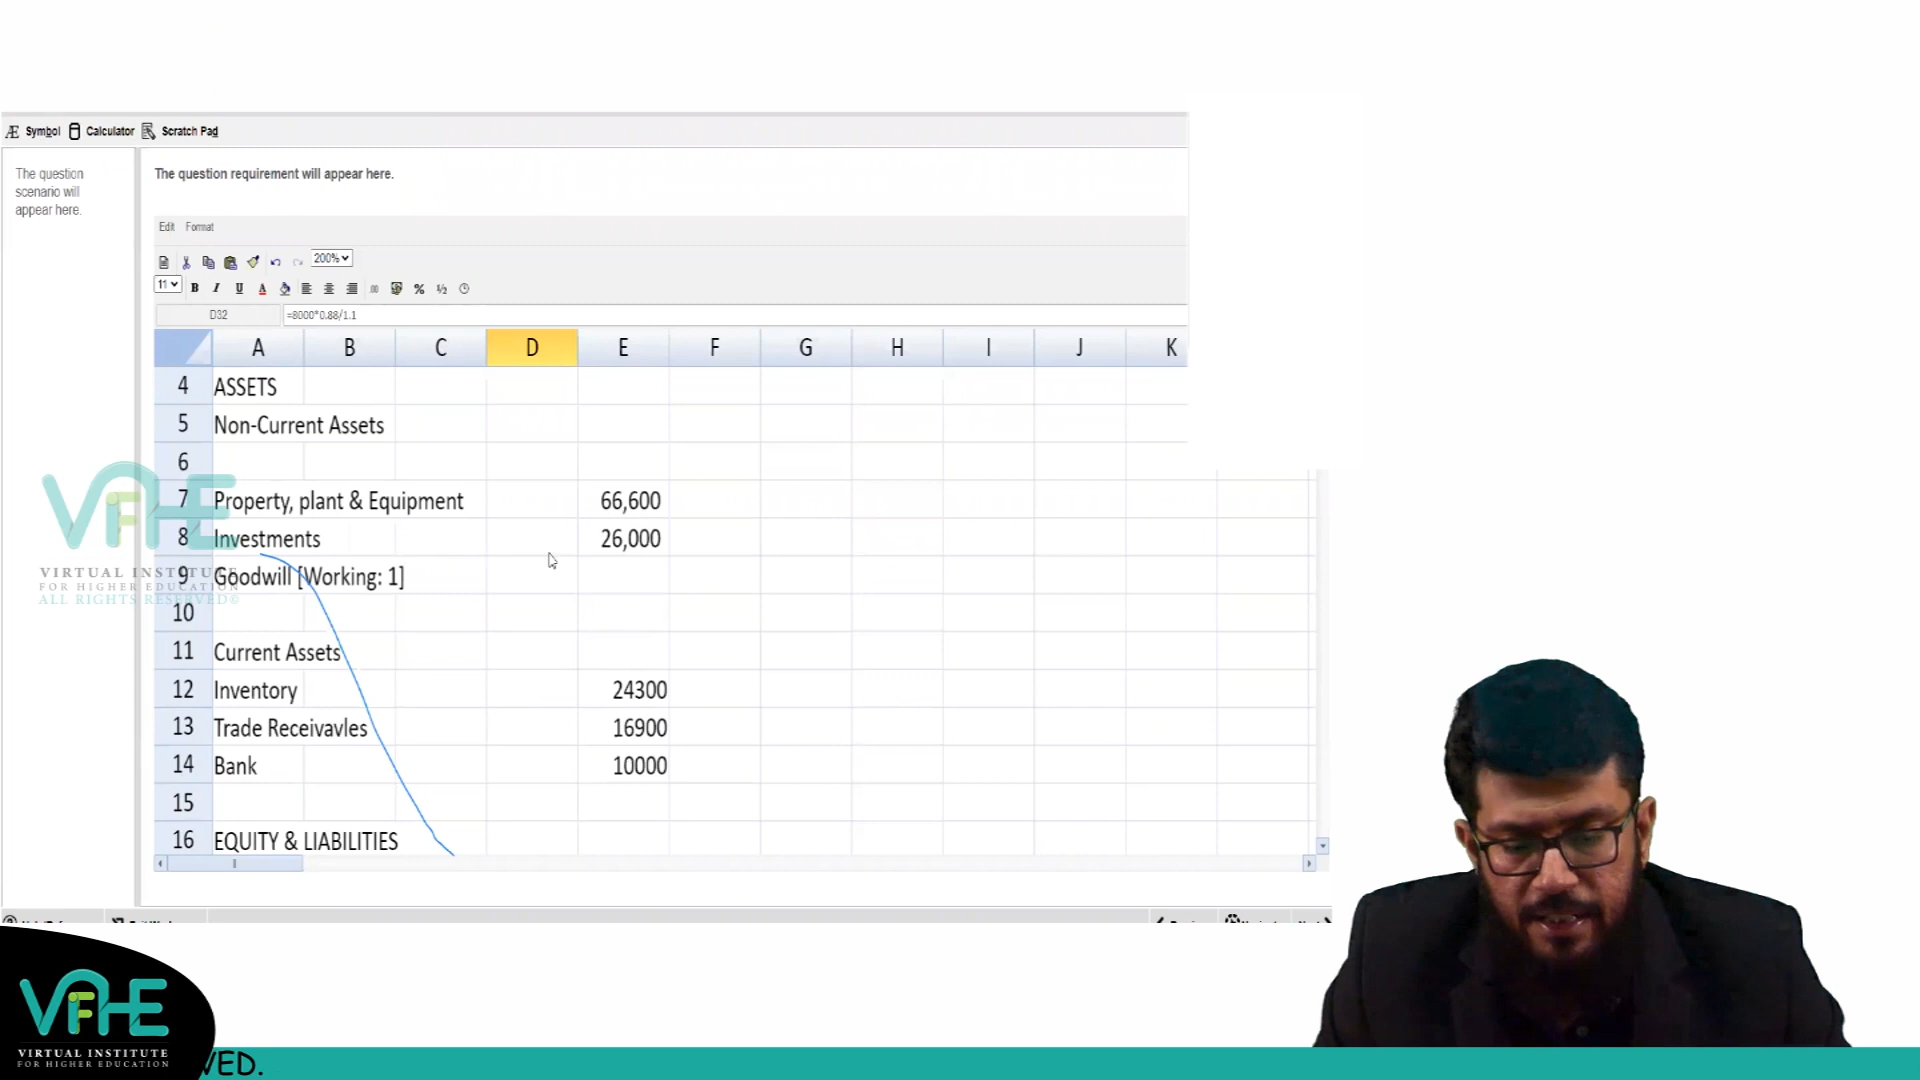 Symbol Calculator Scratch Pad
The question
scenario will
appear here.
The question requirement will appear here.
Edit Format
200%
11 B I U A % ½
D32 =8000*0.88/1.1
A B C D E F G H I J K
4 ASSETS
5 Non-Current Assets
6
7 Property, plant & Equipment 66,600
8 Investments 26,000
9 Goodwill [Working: 1]
10
11 Current Assets
12 Inventory 24300
13 Trade Receivavles 16900
14 Bank 10000
15
16 EQUITY & LIABILITIES
VIFHE
VIRTUAL INSTITUTE
FOR HIGHER EDUCATION
ALL RIGHTS RESERVED©
VIFHE
VIRTUAL INSTITUTE
FOR HIGHER EDUCATION
VED.